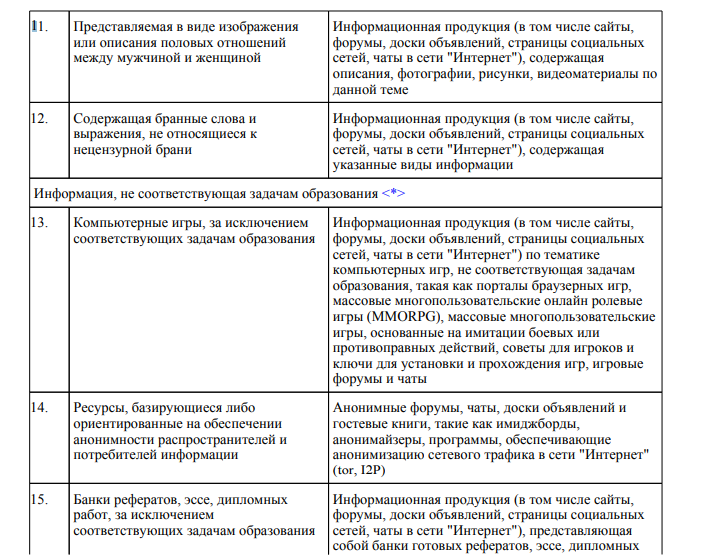 11.
Представляемая в виде изображения
или описания половых отношений
между мужчиной и женщиной
Информационная продукция (в том числе сайты,
форумы, доски объявлений, страницы социальных
сетей, чаты в сети "Интернет"), содержащая
описания, фотографии, рисунки, видеоматериалы по
данной теме
12.
Содержащая бранные слова и
выражения, не относящиеся к
нецензурной брани
Информационная продукция (в том числе сайты,
форумы, доски объявлений, страницы социальных
сетей, чаты в сети "Интернет"), содержащая
указанные виды информации
Информация, не соответствующая задачам образования <*>
13.
Компьютерные игры, за исключением
соответствующих задачам образования
Информационная продукция (в том числе сайты,
форумы, доски объявлений, страницы социальных
сетей, чаты в сети "Интернет") по тематике
компьютерных игр, не соответствующая задачам
образования, такая как порталы браузерных игр,
массовые многопользовательские онлайн ролевые
игры (MMORPG), массовые многопользовательские
игры, основанные на имитации боевых или
противоправных действий, советы для игроков и
ключи для установки и прохождения игр, игровые
форумы и чаты
14.
Ресурсы, базирующиеся либо
ориентированные на обеспечении
анонимности распространителей и
потребителей информации
Анонимные форумы, чаты, доски объявлений и
гостевые книги, такие как имиджборды,
анонимайзеры, программы, обеспечивающие
анонимизацию сетевого трафика в сети "Интернет"
(tor, I2P)
15.
Банки рефератов, эссе, дипломных
работ, за исключением
соответствующих задачам образования
Информационная продукция (в том числе сайты,
форумы, доски объявлений, страницы социальных
сетей, чаты в сети "Интернет"), представляющая
собой банки готовых рефератов, эссе, дипломных